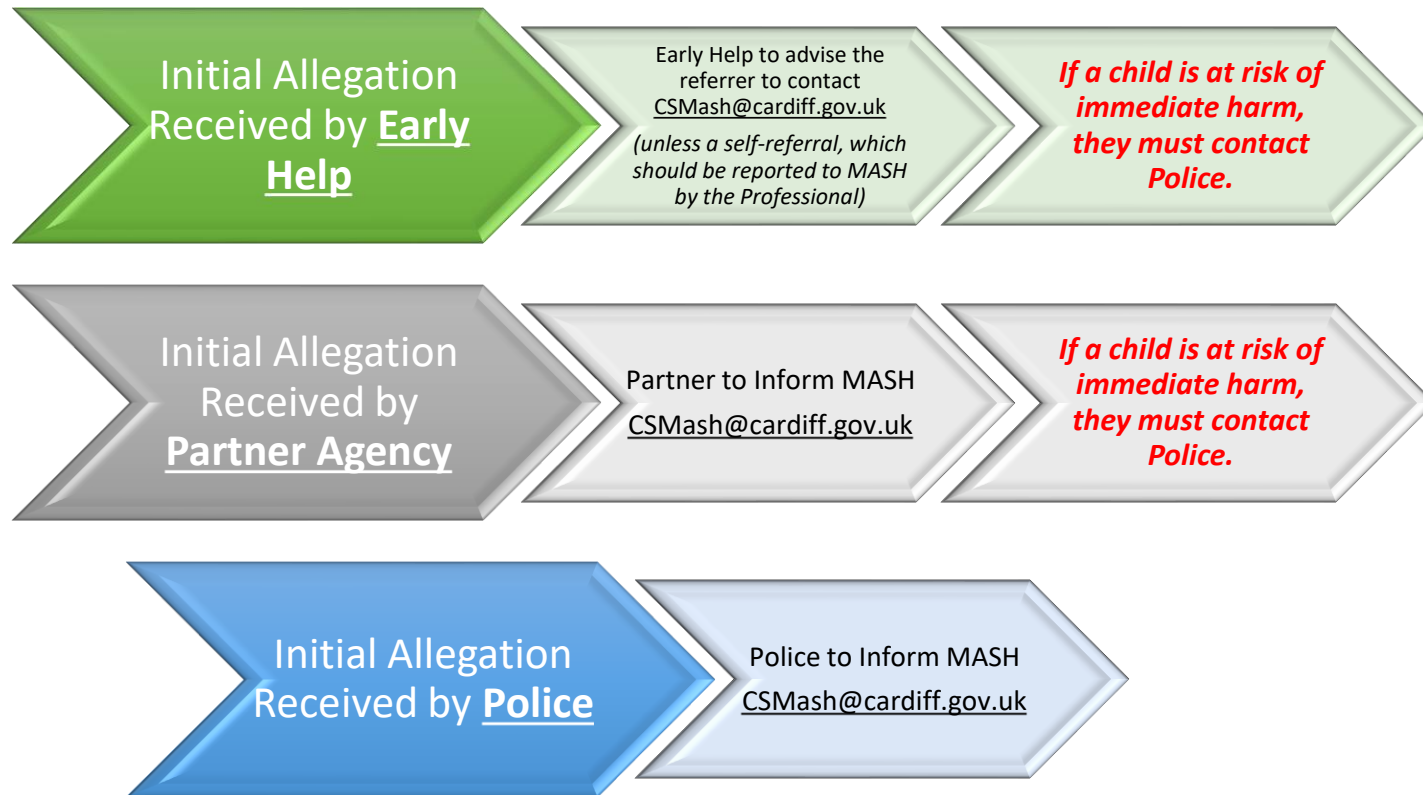 Initial Allegation
Received by Early
Help
Early Help to advise the
referrer to contact
CSMash@cardiff.gov.uk
(unless a self-referral, which
should be reported to MASH
by the Professional)
If a child is at risk of
immediate harm,
they must contact
Police.
Initial Allegation
Received by
Partner Agency
Partner to Inform MASH
CSMash@cardiff.gov.uk
If a child is at risk of
immediate harm,
they must contact
Police.
Initial Allegation
Received by Police
Police to Inform MASH
CSMash@cardiff.gov.uk